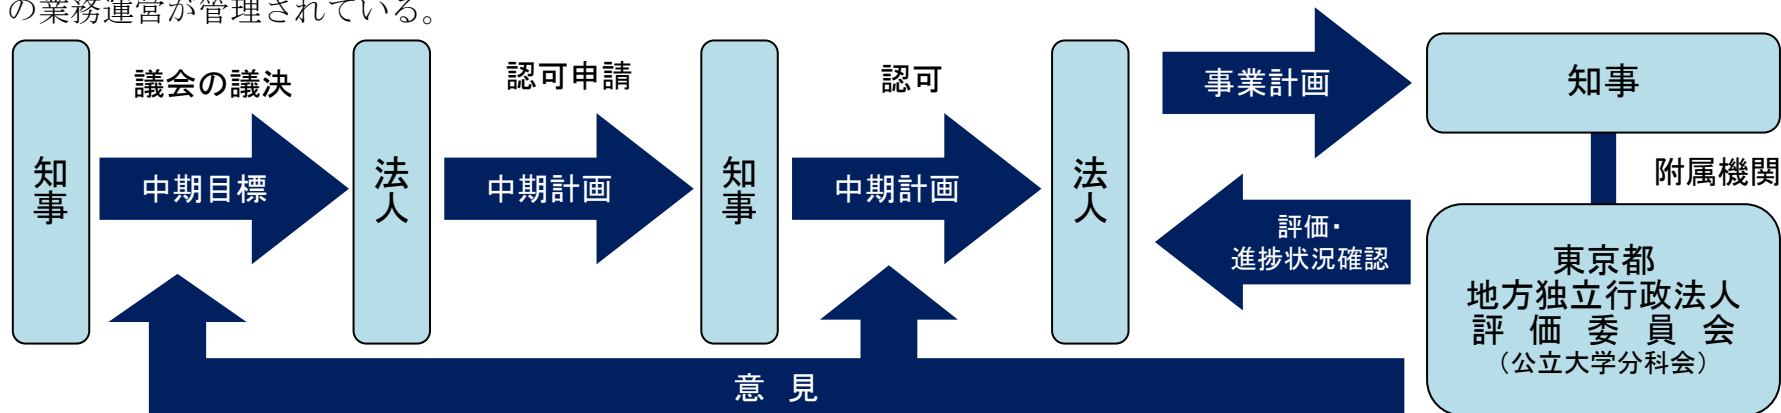 の業務運営が管理されている。
議会の議決
認可申請
認可
事業計画
知事
知事
中期目標
法人
中期計画
知事
中期計画
法人
附属機関
評価・
進捗状況確認
東京都
地方独立行政法人
評 価 委 員 会
（公立大学分科会）
意 見